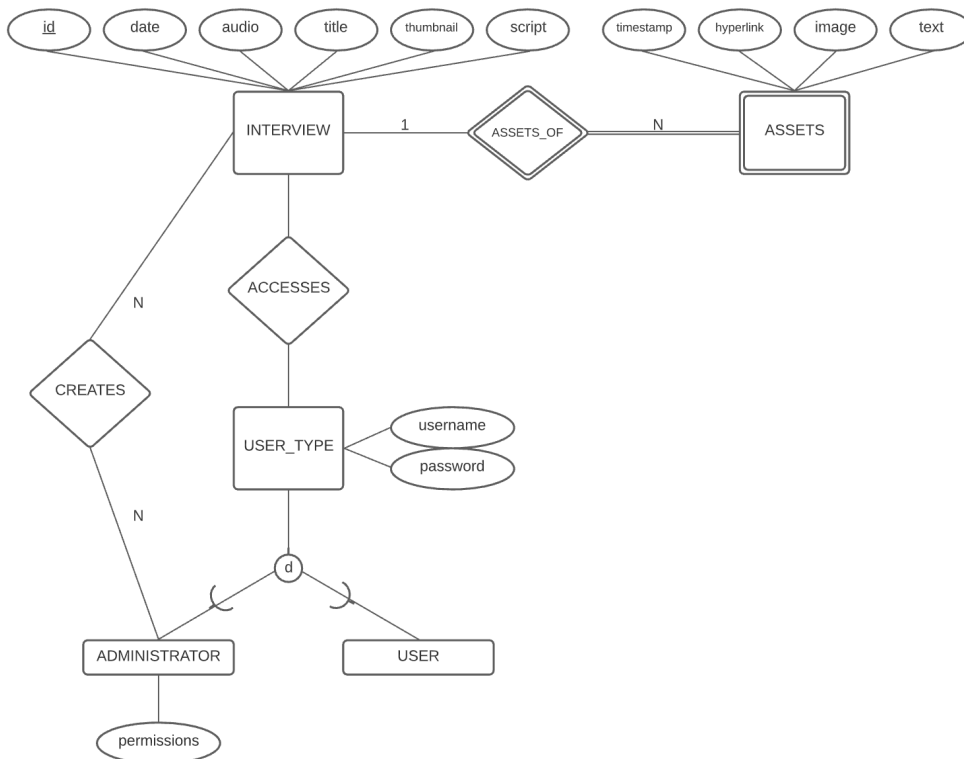 id
date
audio
title
thumbnail
script
timestamp
hyperlink
image
text
INTERVIEW
1
ASSETS_OF
N
ASSETS
ACCESSES
N
CREATES
USER_TYPE
username
password
N
d
ADMINISTRATOR
USER
permissions